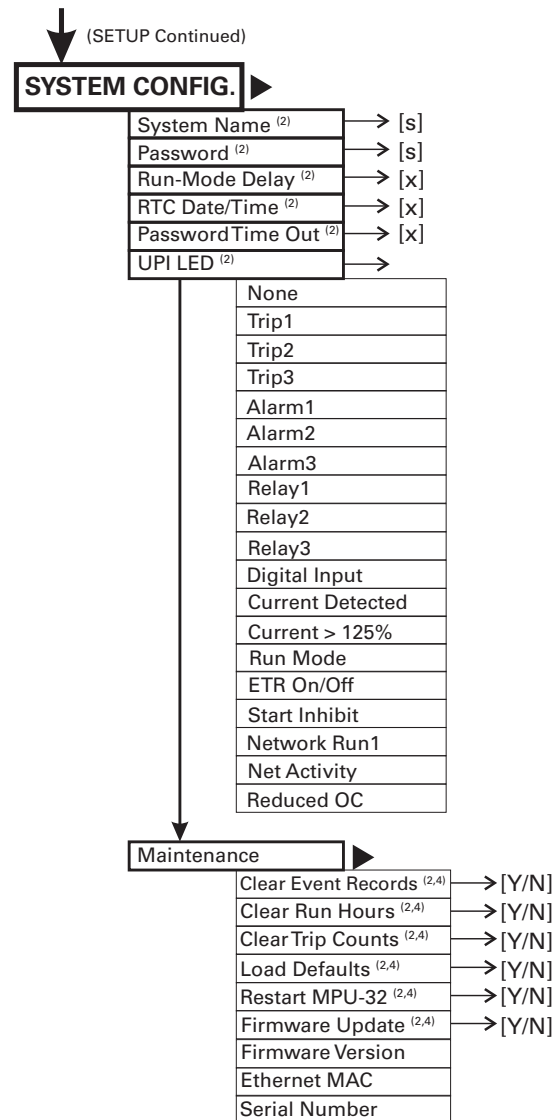 (SETUP Continued)
SYSTEM CONFIG.
System Name (2) [s]
Password (2) [s]
Run-Mode Delay (2) [x]
RTC Date/Time (2) [x]
Password Time Out (2) [x]
UPI LED (2)
None
Trip1
Trip2
Trip3
Alarm1
Alarm2
Alarm3
Relay1
Relay2
Relay3
Digital Input
Current Detected
Current > 125%
Run Mode
ETR On/Off
Start Inhibit
Network Run1
Net Activity
Reduced OC
Maintenance
Clear Event Records (2,4) [Y/N]
Clear Run Hours (2,4) [Y/N]
Clear Trip Counts (2,4) [Y/N]
Load Defaults (2,4) [Y/N]
Restart MPU-32 (2,4) [Y/N]
Firmware Update (2,4) [Y/N]
Firmware Version
Ethernet MAC
Serial Number